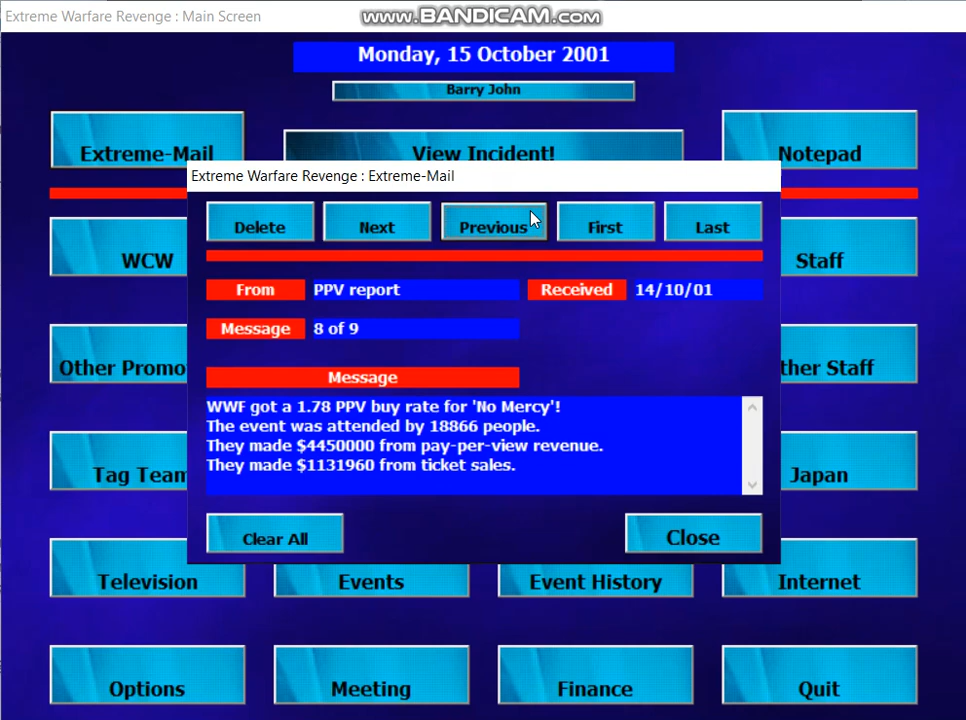 Extreme Warfare Revenge : Main Screen
www.BANDICAM.com
Monday, 15 October 2001
Barry John
Extreme-Mail
View Incident!
Notepad
Extreme Warfare Revenge : Extreme-Mail
Delete
Next
Previous
First
Last
WCW
Staff
From
PPV report
Received
14/10/01
Message
8 of 9
Other Promo
ther Staff
Message
WWF got a 1.78 PPV buy rate for 'No Mercy'!
The event was attended by 18866 people.
They made $4450000 from pay-per-view revenue.
They made $1131960 from ticket sales.
Tag Team
Japan
Clear All
Close
Television
Events
Event History
Internet
Options
Meeting
Finance
Quit